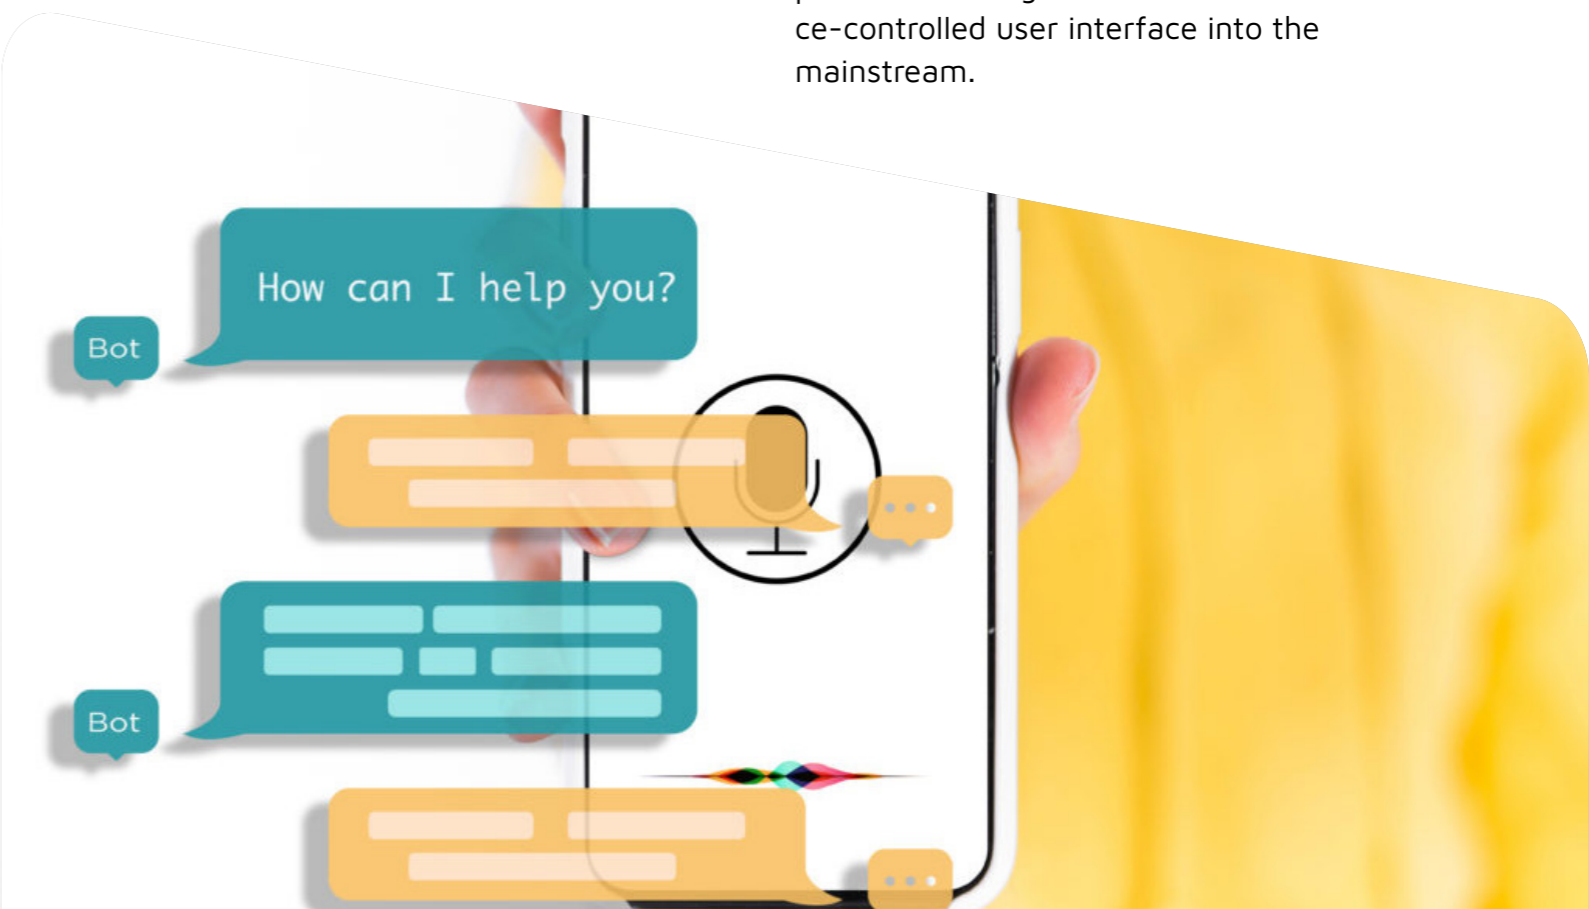 ce-controlled user interface into the
mainstream.
How can I help you?
Bot
Bot